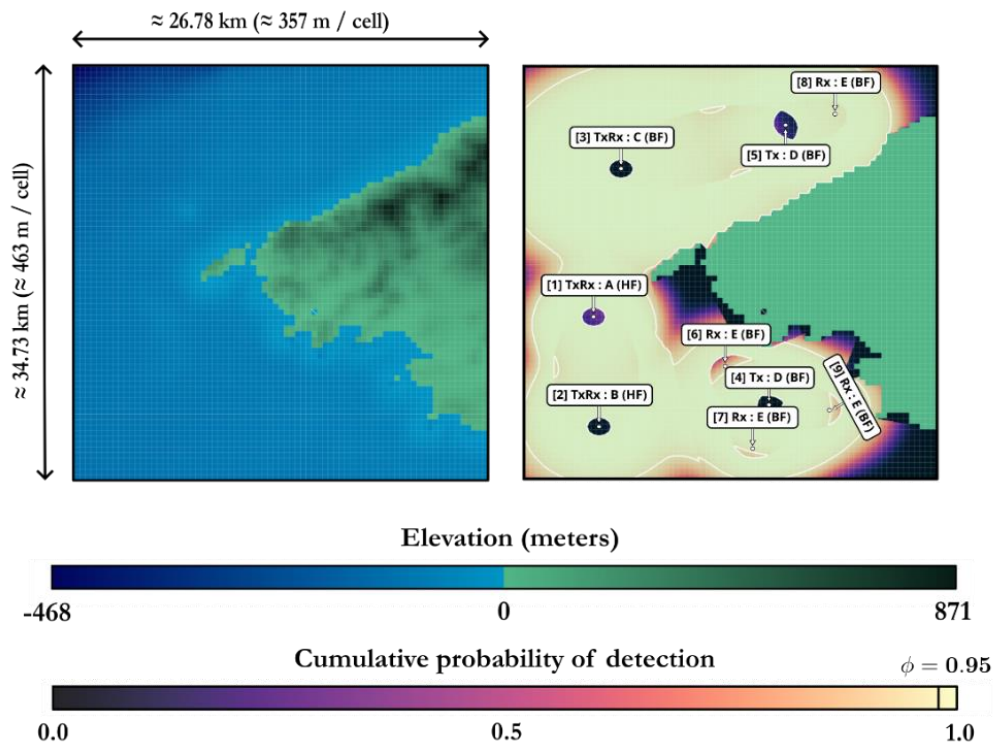 ≈ 26.78 km (≈ 357 m / cell)
≈ 34.73 km (≈ 463 m / cell)
[8] Rx : E (BF)
[3] TxRx : C (BF)
[5] Tx : D (BF)
[1] TxRx : A (HF)
[6] Rx : E (BF)
[4] Tx : D (BF)
[9] Rx : E (BF)
[2] TxRx : B (HF)
[7] Rx : E (BF)
Elevation (meters)
-468 0 871
Cumulative probability of detection
ϕ = 0.95
0.0 0.5 1.0